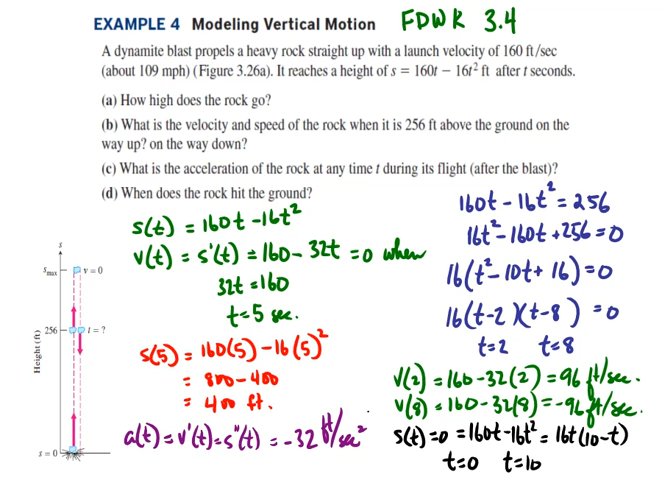 EXAMPLE 4 Modeling Vertical Motion FDWK 3.4
A dynamite blast propels a heavy rock straight up with a launch velocity of 160 ft/sec
(about 109 mph) (Figure 3.26a). It reaches a height of s = 160t − 16t² ft after t seconds.
(a) How high does the rock go?
(b) What is the velocity and speed of the rock when it is 256 ft above the ground on the
way up? on the way down?
(c) What is the acceleration of the rock at any time t during its flight (after the blast)?
(d) When does the rock hit the ground?
s(t) = 160t - 16t²
v(t) = s'(t) = 160 - 32t = 0 when
32t = 160
t = 5 sec.
s(5) = 160(5) - 16(5)²
= 800 - 400
= 400 ft.
a(t) = v'(t) = s''(t) = -32 ft/sec²
160t - 16t² = 256
16t² - 160t + 256 = 0
16(t² - 10t + 16) = 0
16(t-2)(t-8) = 0
t=2 t=8
v(2) = 160 - 32(2) = 96 ft/sec.
v(8) = 160 - 32(8) = -96 ft/sec.
s(t) = 0 = 160t - 16t² = 16t(10-t)
t=0 t=10
s
s_max
v = 0
Height (ft)
256
t = ?
s = 0